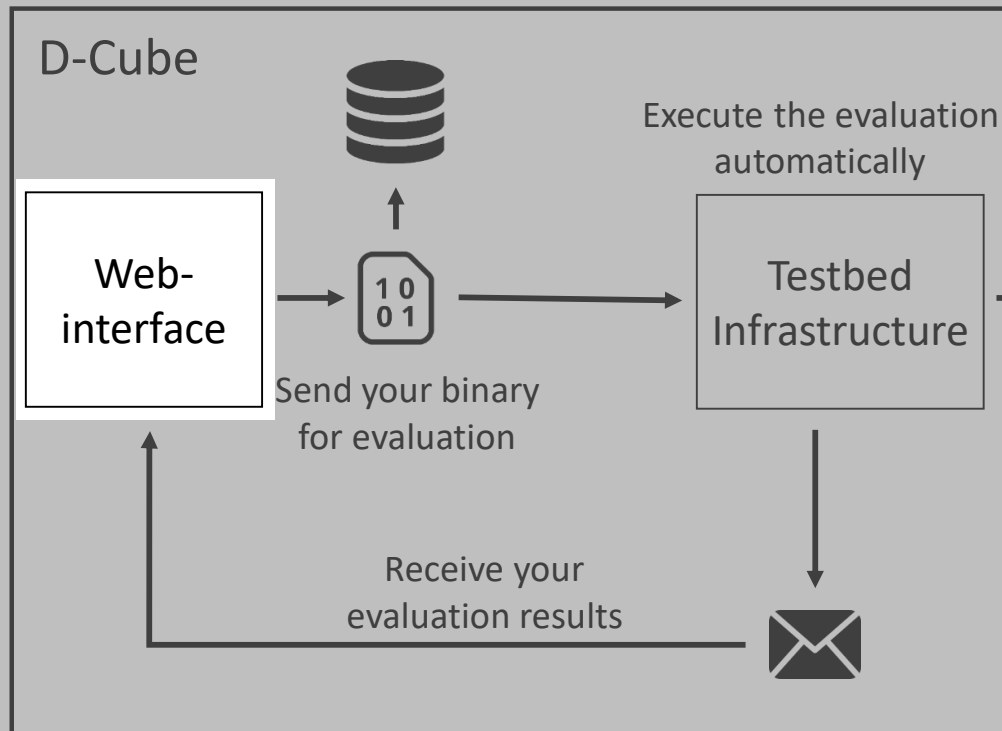 D-Cube
Execute the evaluation
automatically
Web-
interface
1 0
0 1
Testbed
Infrastructure
Send your binary
for evaluation
Receive your
evaluation results